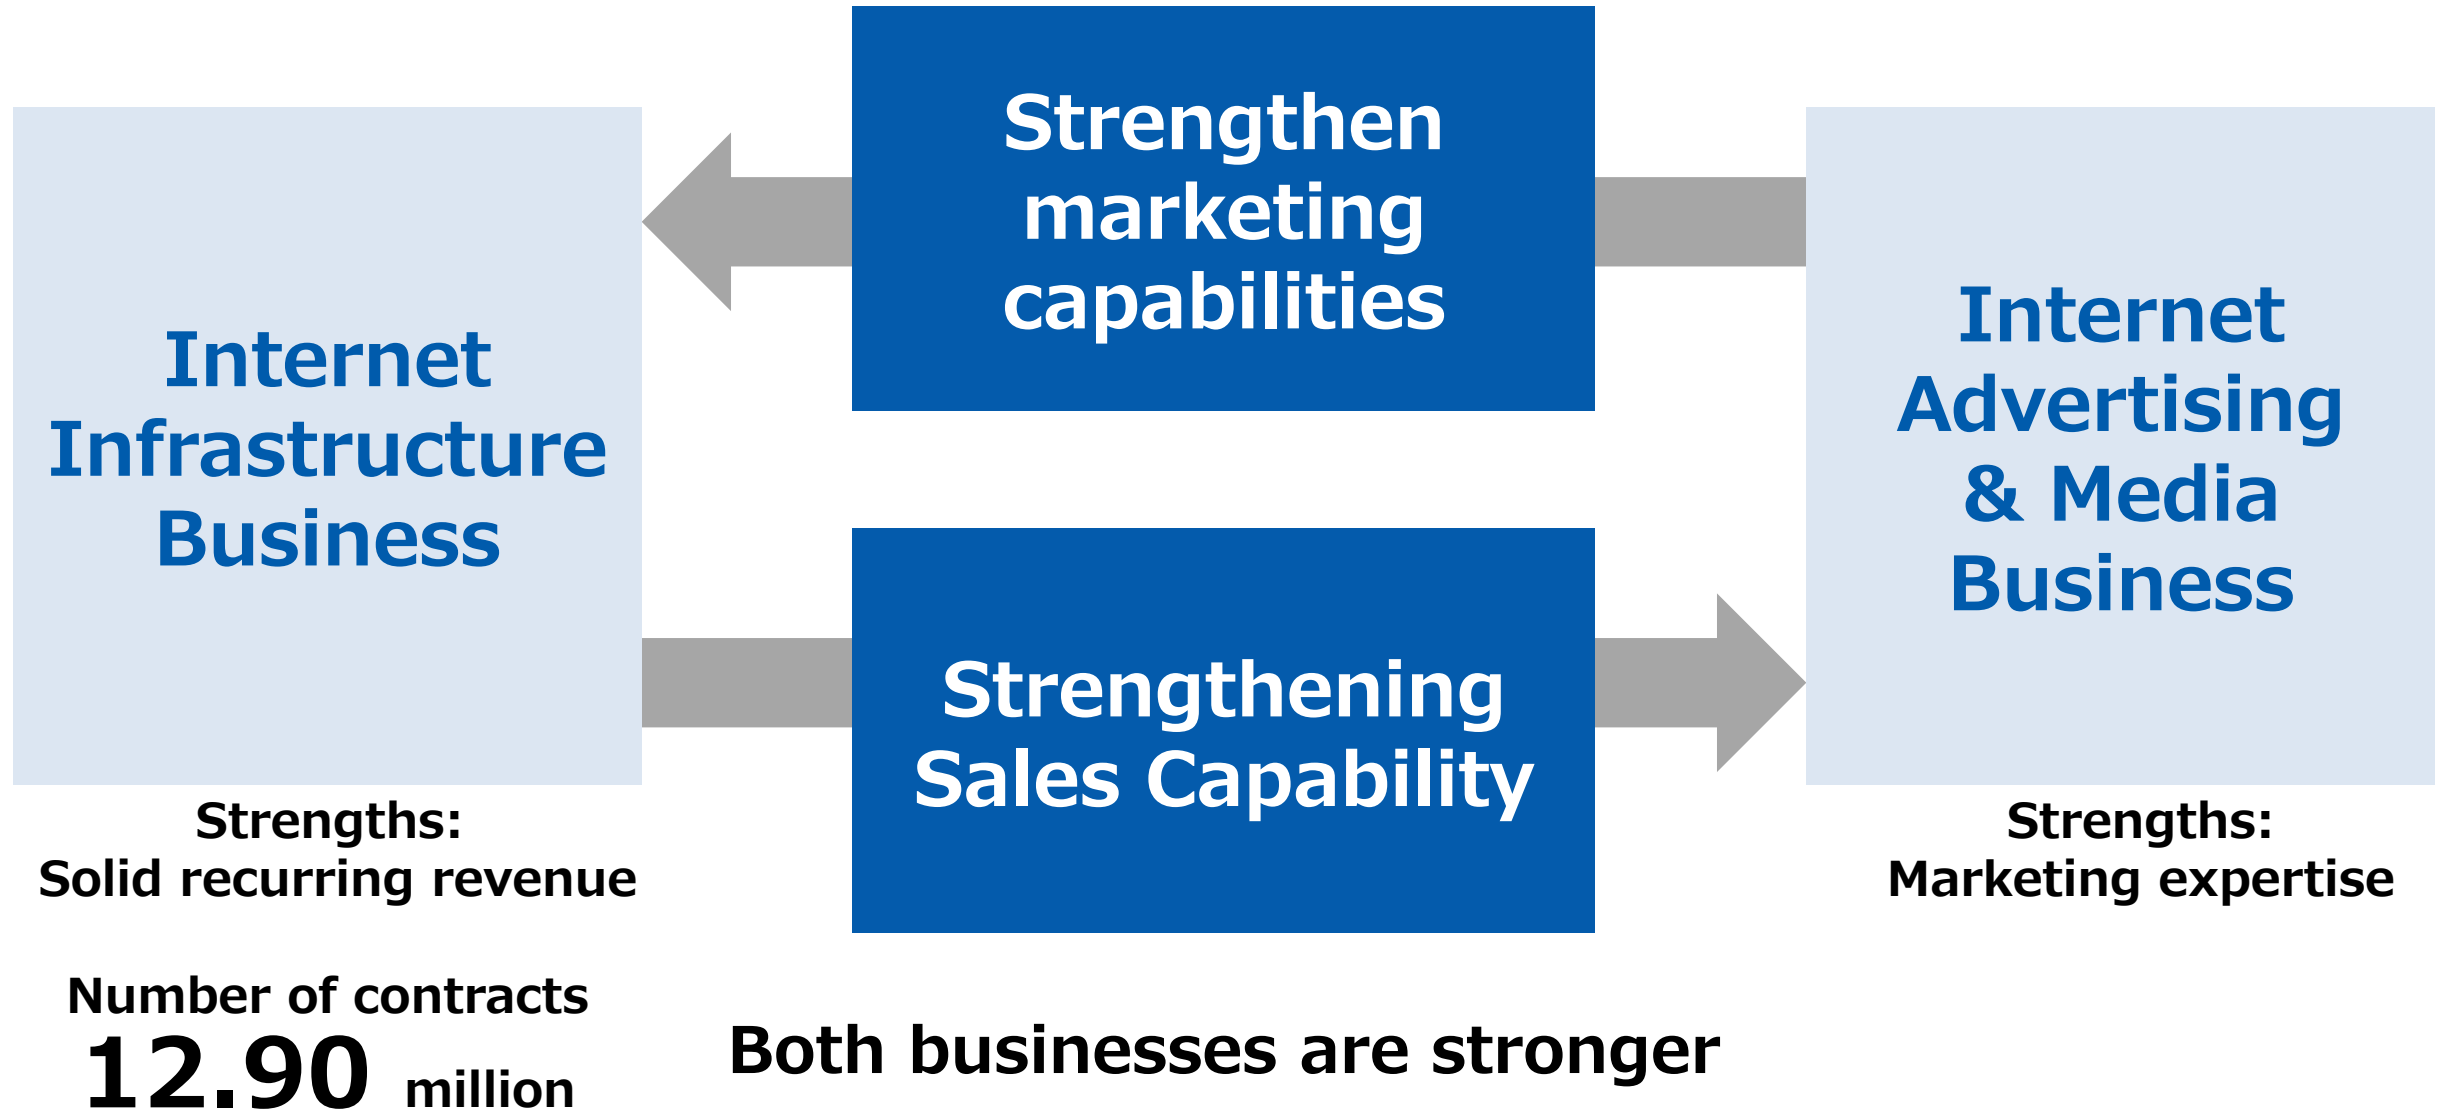 Strengthen
marketing
capabilities
Internet
Infrastructure
Business
Internet
Advertising
& Media
Business
Strengthening
Sales Capability
Strengths:
Solid recurring revenue
Strengths:
Marketing expertise
Number of contracts
12.90 million
Both businesses are stronger